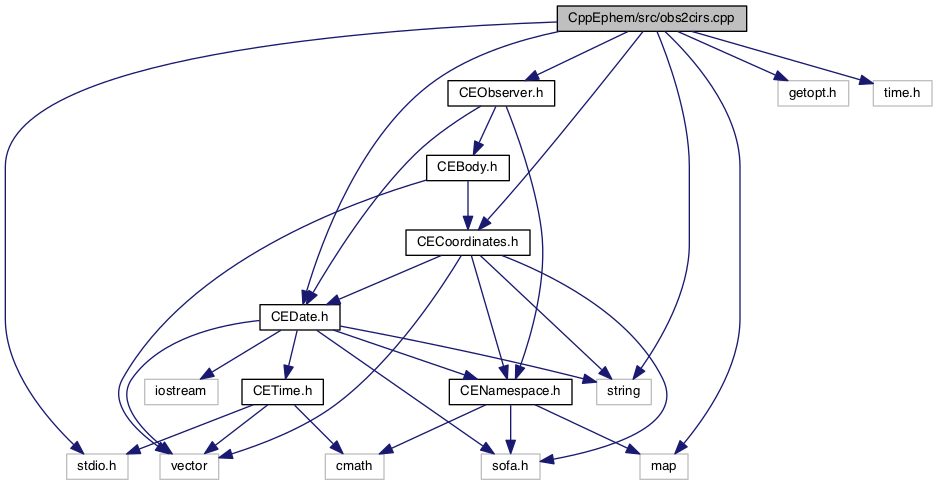 CppEphem/src/obs2cirs.cpp
CEObserver.h
getopt.h
time.h
CEBody.h
CECoordinates.h
CEDate.h
iostream
CETime.h
CENamespace.h
string
stdio.h
vector
cmath
sofa.h
map